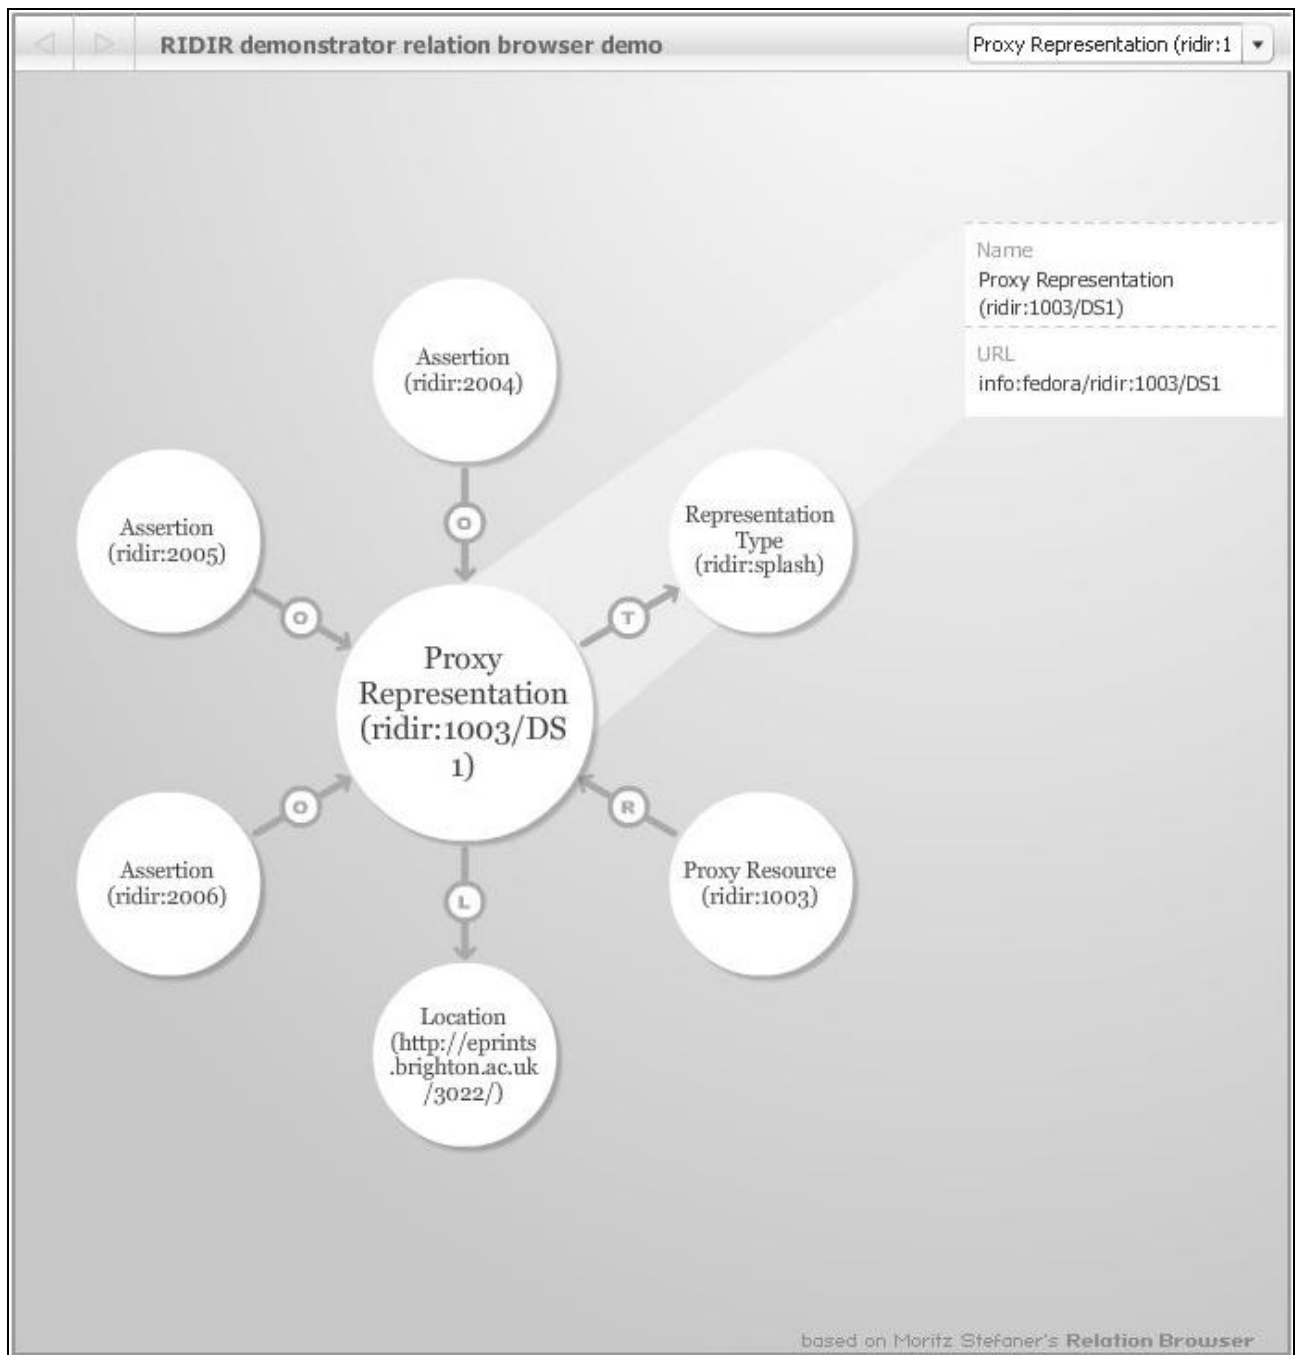 RIDIR demonstrator relation browser demo
Proxy Representation (ridir:1
Name
Proxy Representation
(ridir:1003/DS1)
URL
info:fedora/ridir:1003/DS1
Assertion
(ridir:2004)
O
Assertion
(ridir:2005)
O
Representation
Type
(ridir:splash)
T
Proxy
Representation
(ridir:1003/DS
1)
Assertion
(ridir:2006)
O
R
Proxy Resource
(ridir:1003)
L
Location
(http://eprints
.brighton.ac.uk
/3022/)
based on Moritz Stefaner's Relation Browser